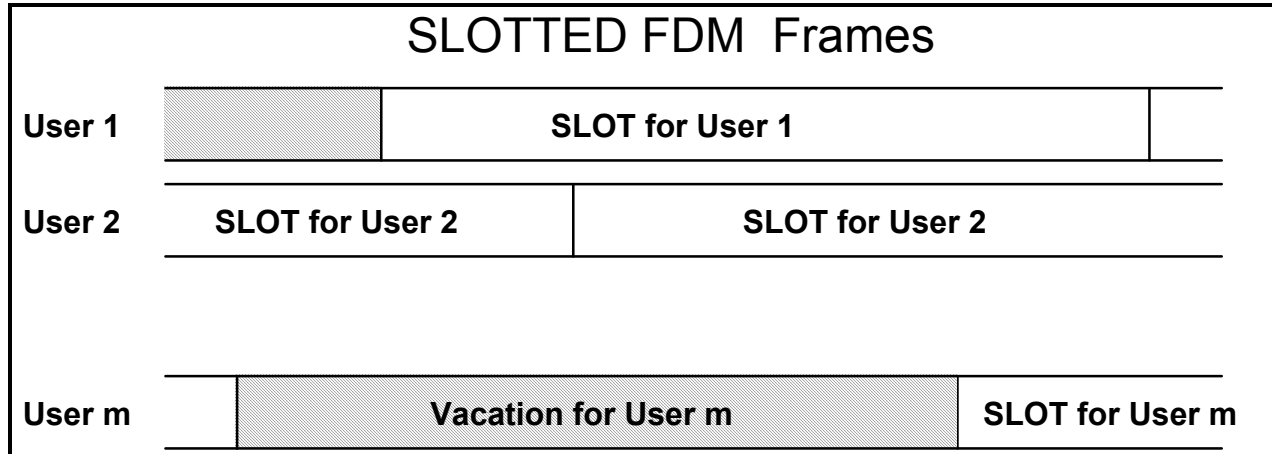 SLOTTED FDM Frames
User 1 SLOT for User 1
User 2 SLOT for User 2 SLOT for User 2
User m Vacation for User m SLOT for User m